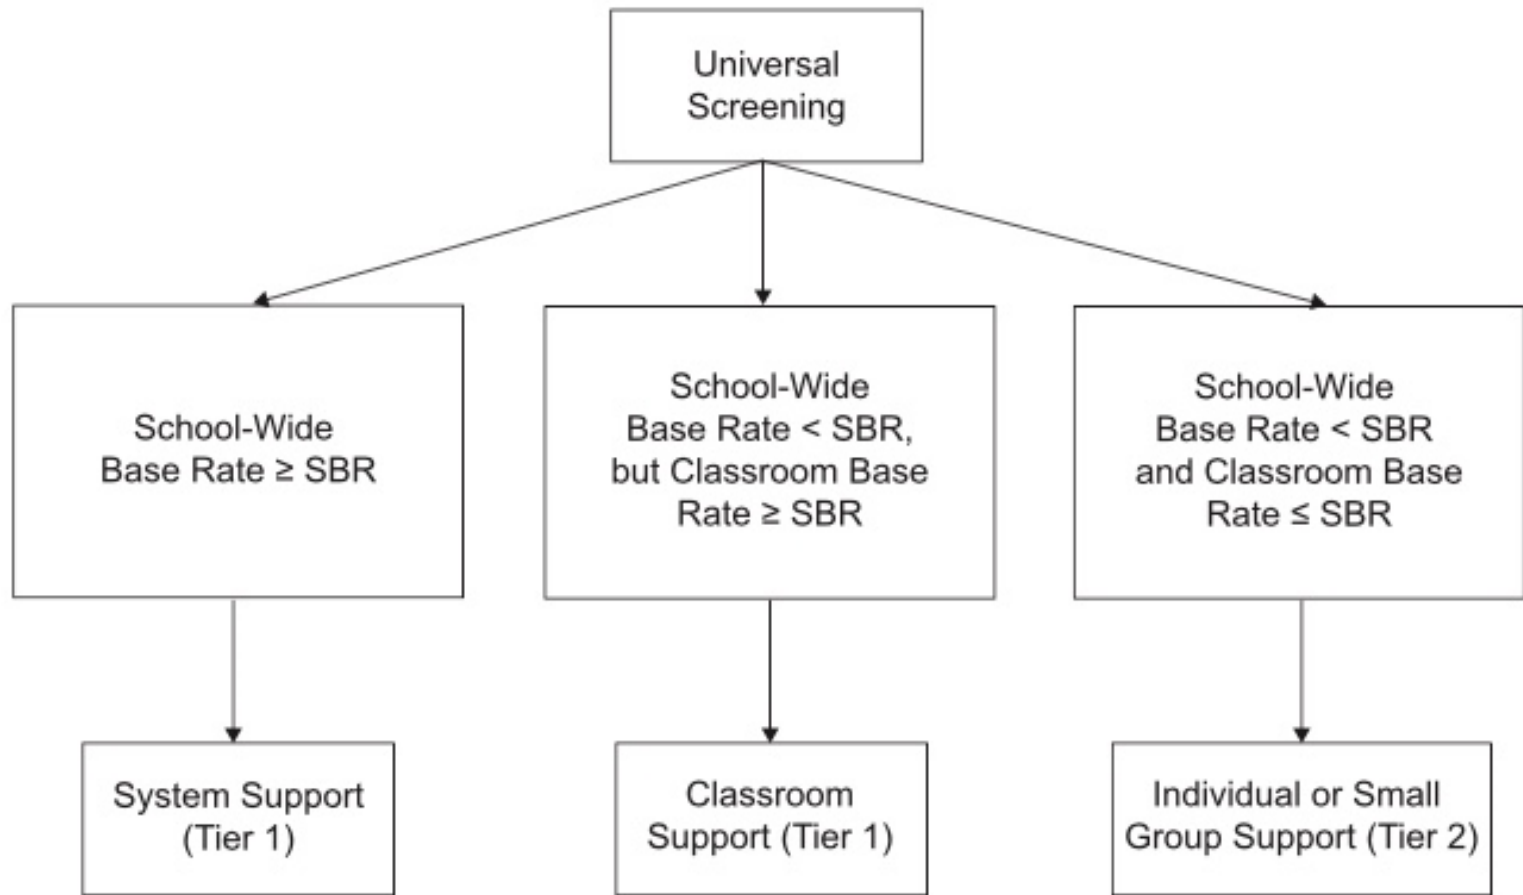 Universal
Screening
School-Wide
Base Rate ≥ SBR
School-Wide
Base Rate < SBR,
but Classroom Base
Rate ≥ SBR
School-Wide
Base Rate < SBR
and Classroom Base
Rate ≤ SBR
System Support
(Tier 1)
Classroom
Support (Tier 1)
Individual or Small
Group Support (Tier 2)